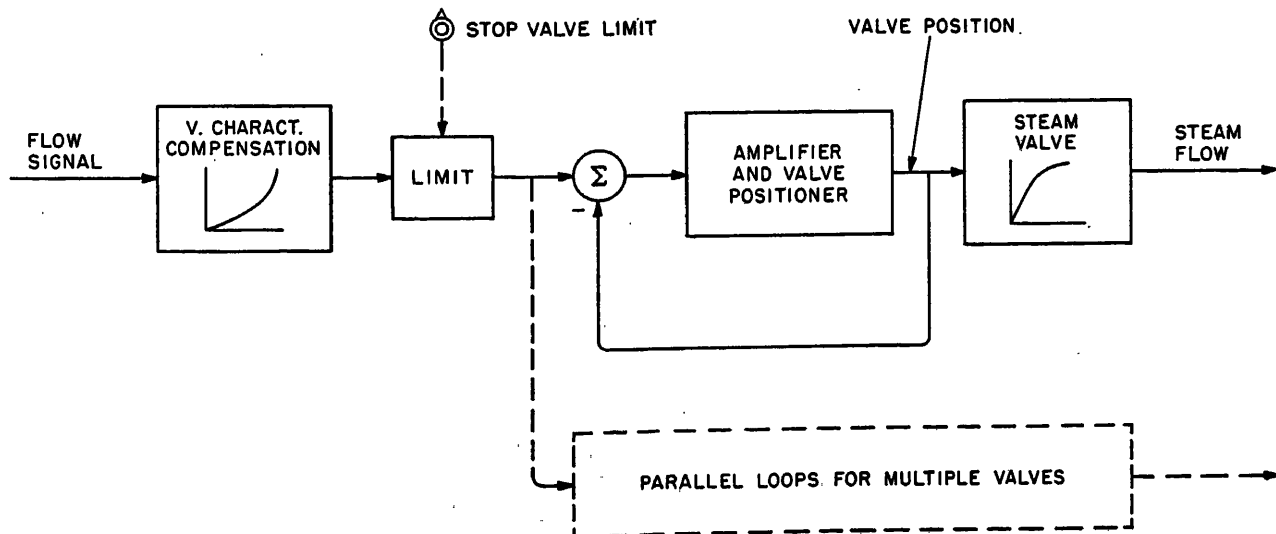 STOP VALVE LIMIT
VALVE POSITION.
FLOW
SIGNAL
V. CHARACT.
COMPENSATION
LIMIT
Σ
–
AMPLIFIER
AND VALVE
POSITIONER
STEAM
VALVE
STEAM
FLOW
PARALLEL LOOPS FOR MULTIPLE VALVES